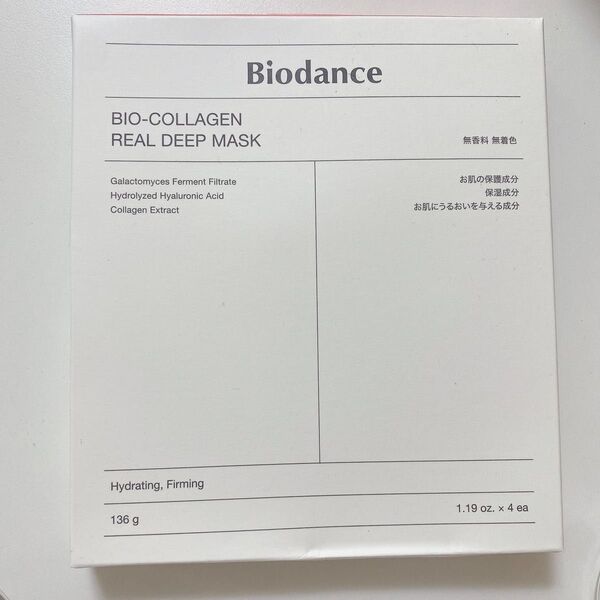 Biodance
BIO-COLLAGEN
REAL DEEP MASK
無香料 無着色
Galactomyces Ferment Filtrate
Hydrolyzed Hyaluronic Acid
Collagen Extract
お肌の保護成分
保湿成分
お肌にうるおいを与える成分
Hydrating, Firming
136 g
1.19 oz. × 4 ea